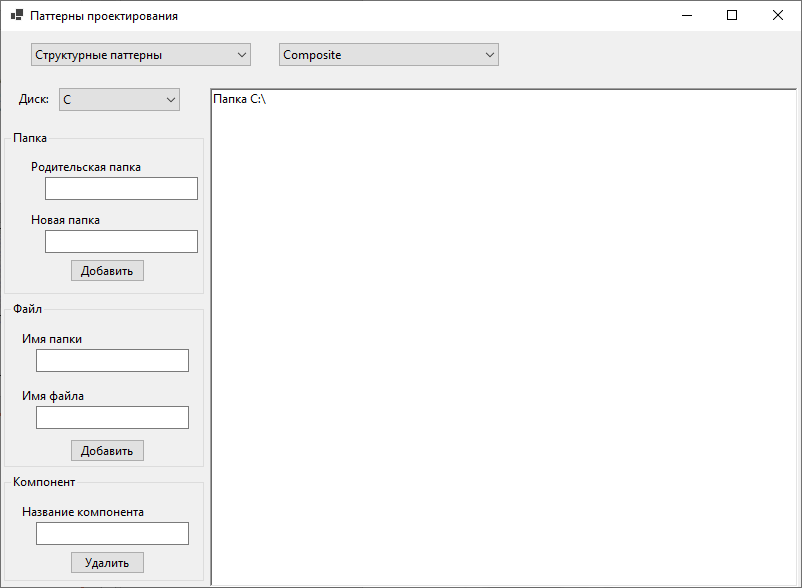 Паттерны проектирования
Структурные паттерны
Composite
Диск:
C
Папка C:\
Папка
Родительская папка
Новая папка
Добавить
Файл
Имя папки
Имя файла
Добавить
Компонент
Название компонента
Удалить